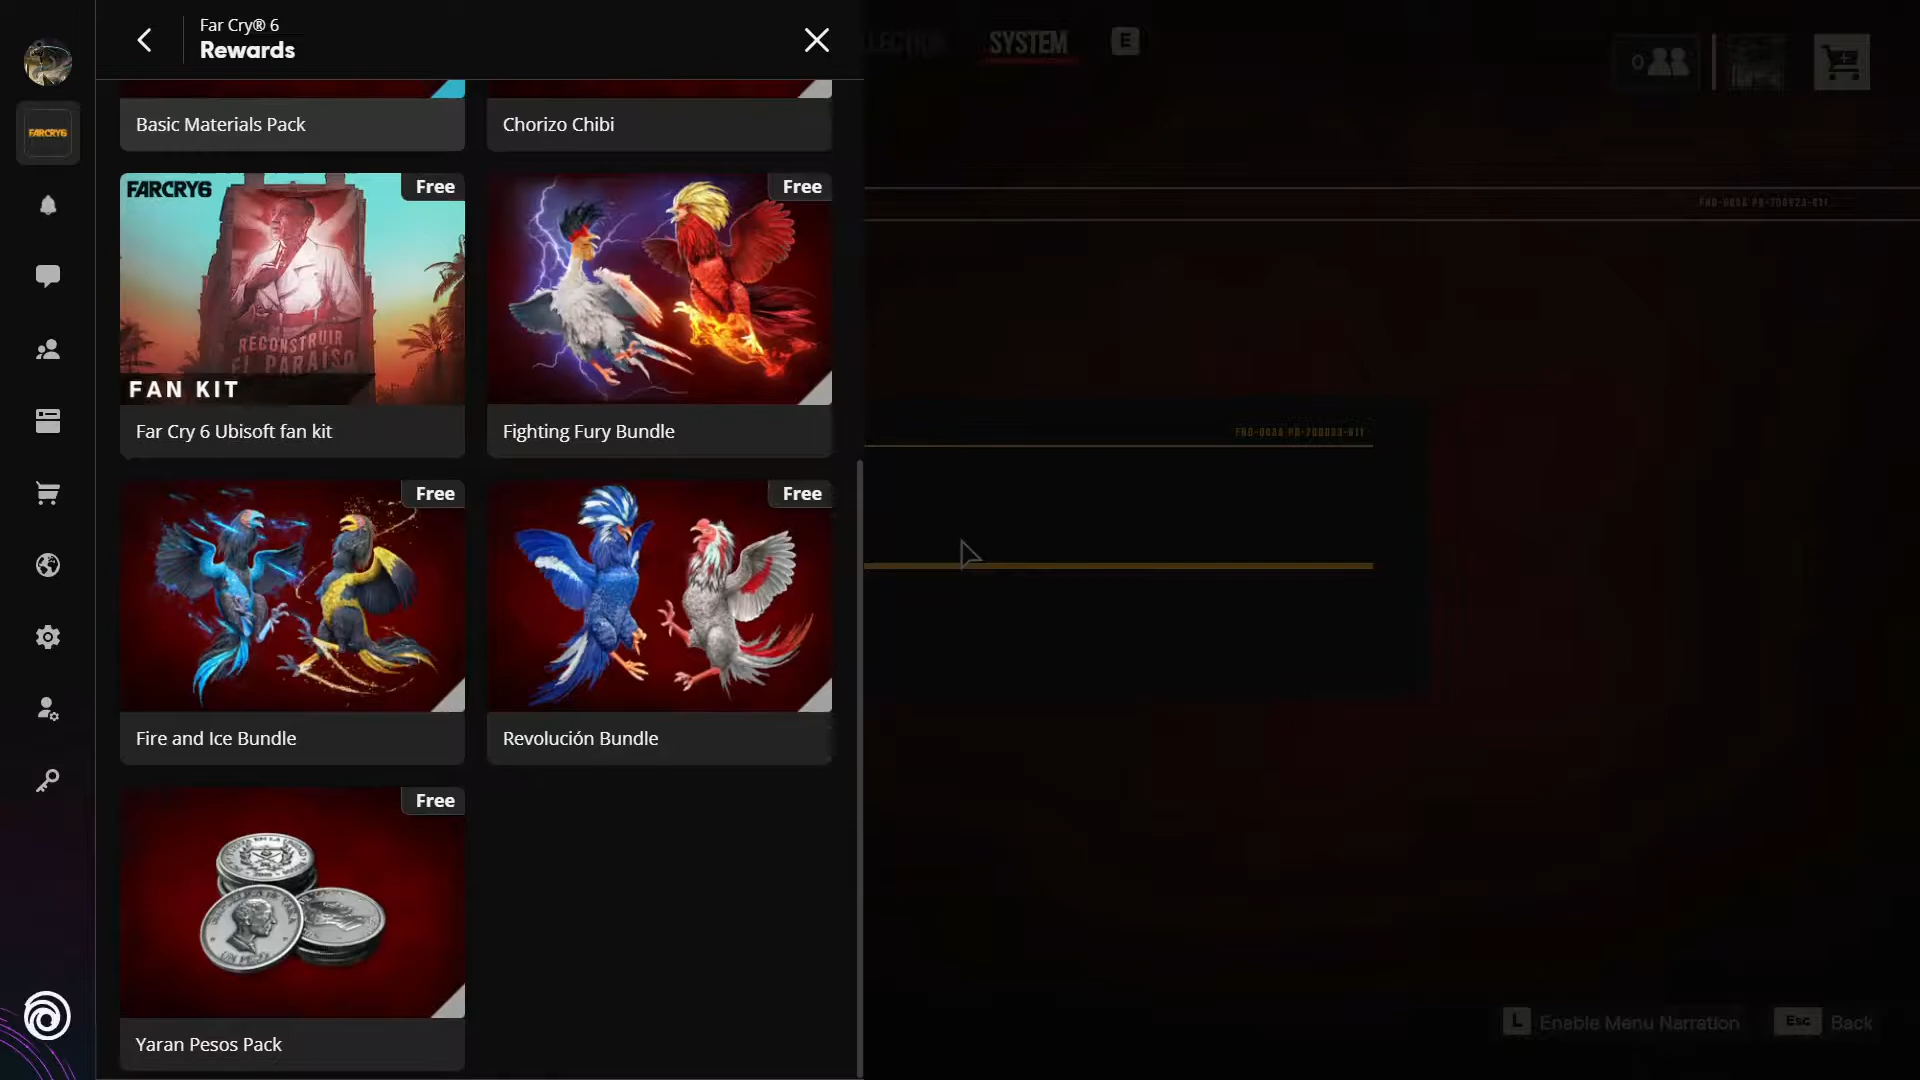 Far Cry® 6
Rewards
SYSTEM
E
0
FARCRY6
Basic Materials Pack
Chorizo Chibi
FARCRY6
Free
RECONSTRUIR
EL PARAISO
FAN KIT
Far Cry 6 Ubisoft fan kit
Free
Fighting Fury Bundle
Free
Fire and Ice Bundle
Free
Revolución Bundle
Free
Yaran Pesos Pack
L
Enable Menu Narration
Esc
Back